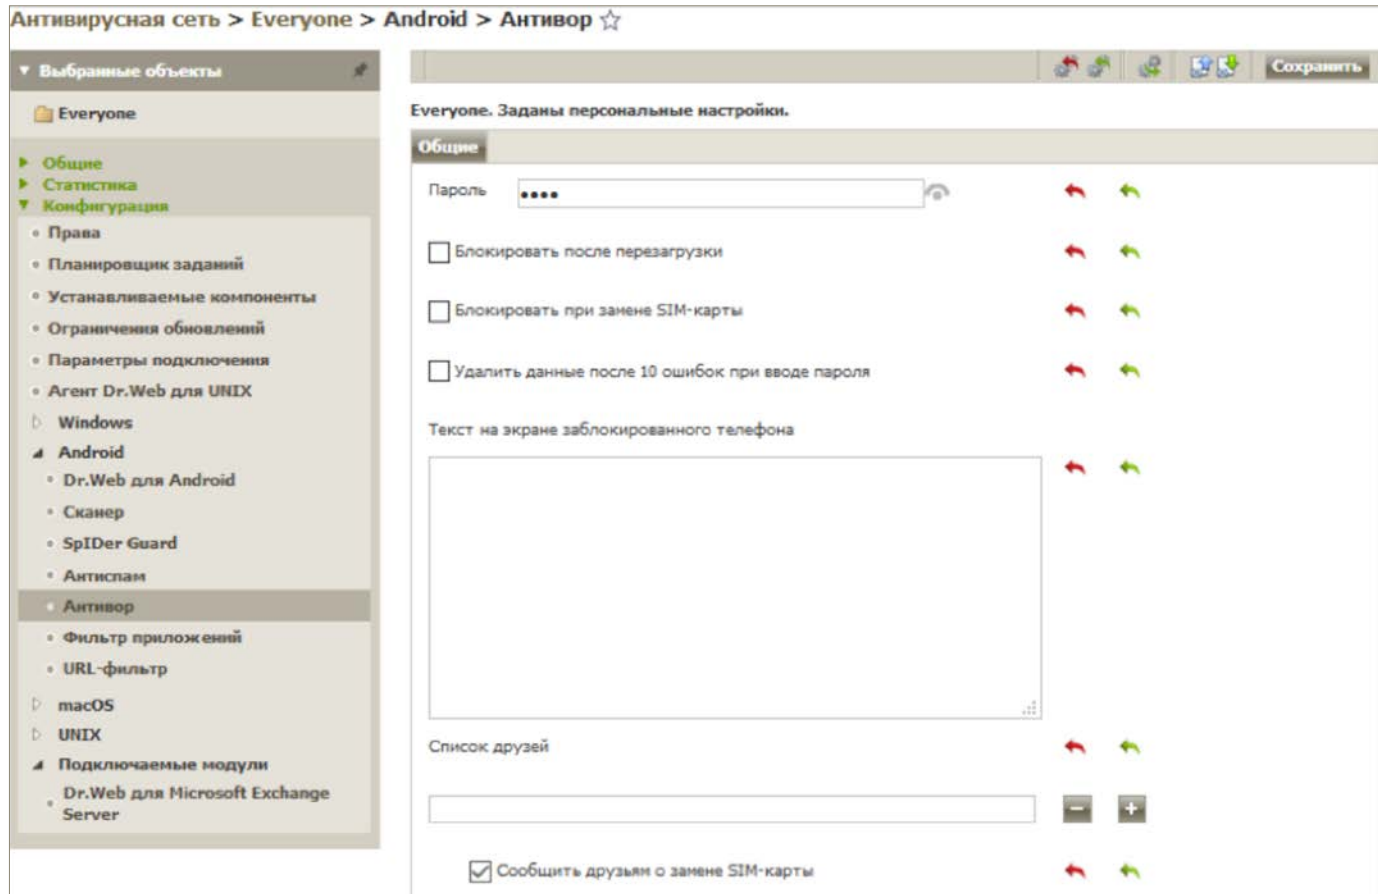 Антивирусная сеть > Everyone > Android > Антивор
Выбранные объекты
Сохранить
Everyone
Общие
Статистика
Конфигурация
Права
Планировщик заданий
Устанавливаемые компоненты
Ограничения обновлений
Параметры подключения
Агент Dr.Web для UNIX
Windows
Android
Dr.Web для Android
Сканер
SpIDer Guard
Антиспам
Антивор
Фильтр приложений
URL-фильтр
macOS
UNIX
Подключаемые модули
Dr.Web для Microsoft Exchange
Server
Everyone. Заданы персональные настройки.
Общие
Пароль ••••
Блокировать после перезагрузки
Блокировать при замене SIM-карты
Удалить данные после 10 ошибок при вводе пароля
Текст на экране заблокированного телефона
Список друзей
Сообщить друзьям о замене SIM-карты